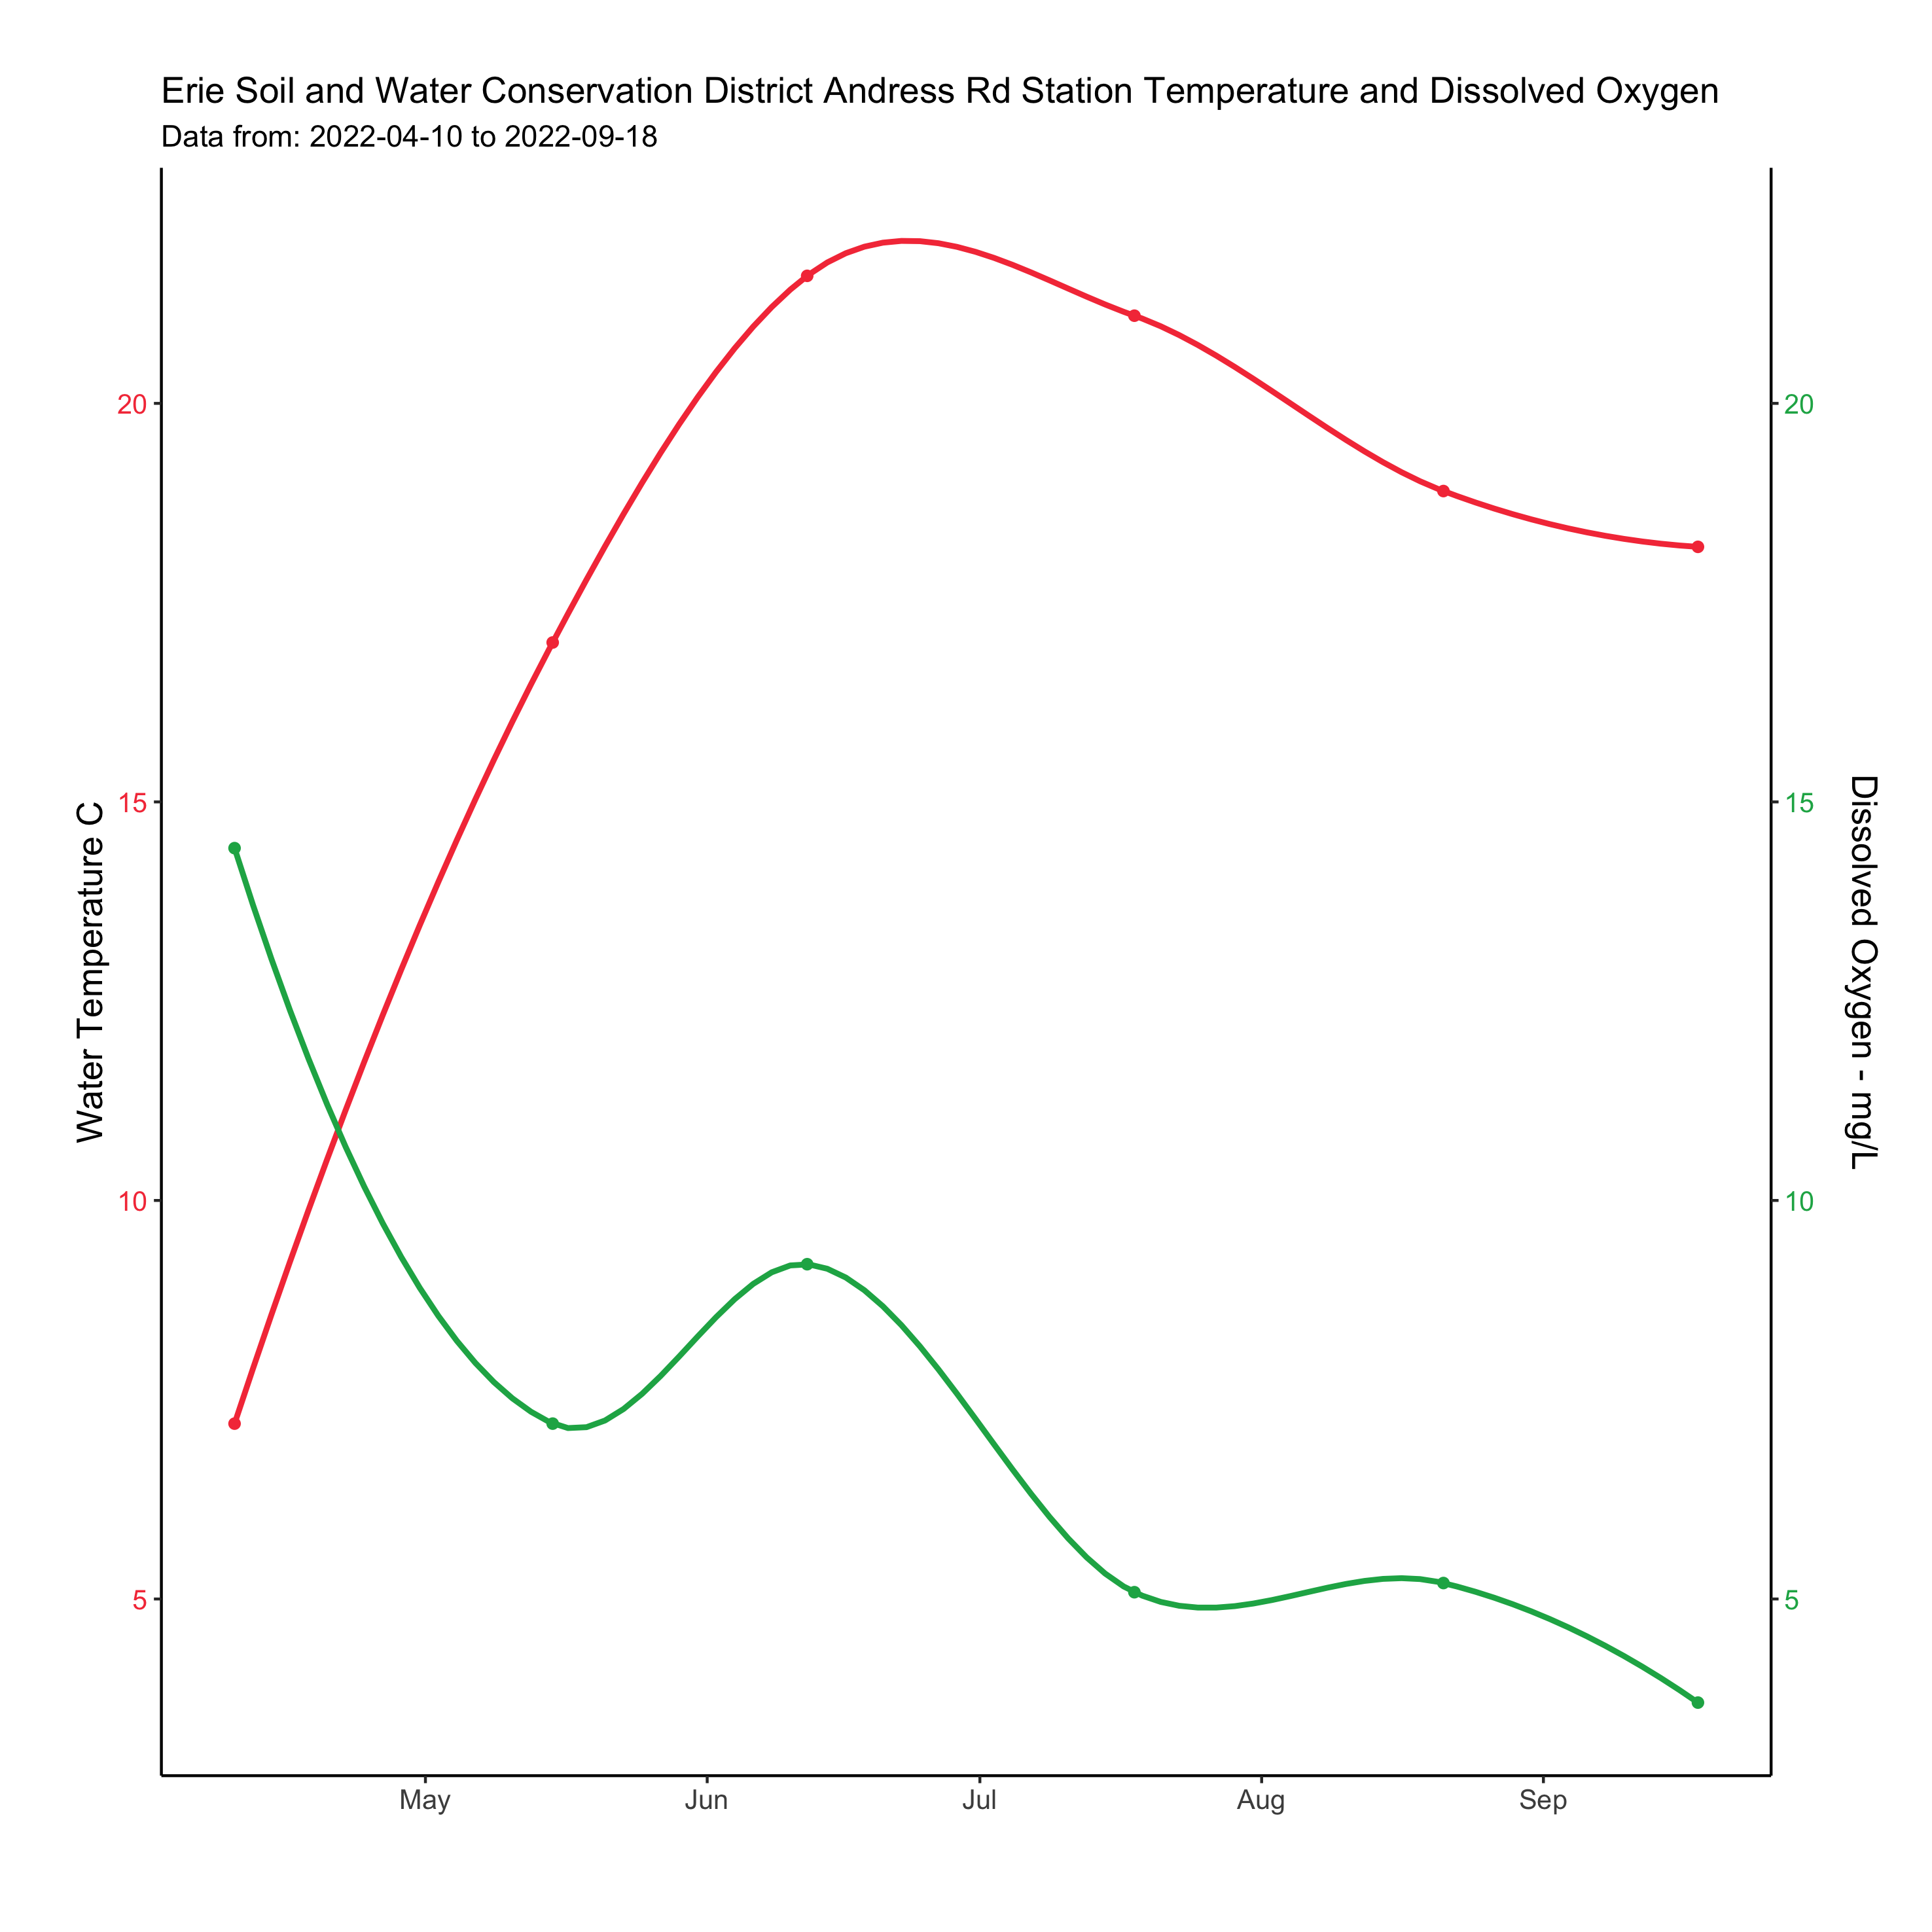 Erie Soil and Water Conservation District Andress Rd Station Temperature and Dissolved Oxygen
Data from: 2022-04-10 to 2022-09-18
Water Temperature C
20
15
10
5
20
15
10
5
Dissolved Oxygen - mg/L
May Jun Jul Aug Sep